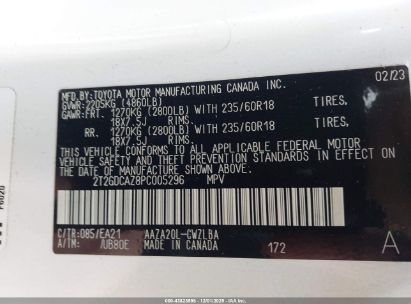 MFD. BY: TOYOTA MOTOR MANUFACTURING CANADA INC.
02/23
GVWR: 2205KG (4860LB)
GAWR: FRT. 1270KG (2800LB) WITH 235/60R18 TIRES,
18X7.5J RIMS.
RR. 1270KG (2800LB) WITH 235/60R18 TIRES,
18X7.5J RIMS.
THIS VEHICLE CONFORMS TO ALL APPLICABLE FEDERAL MOTOR
VEHICLE SAFETY AND THEFT PREVENTION STANDARDS IN EFFECT ON
THE DATE OF MANUFACTURE SHOWN ABOVE.
2T2GDCAZ8PC005296 MPV
C/TR:085/EA21 AAZA20L-CWZLBA
A/TM: /UB80E MADE IN CANADA 172 A
F6020